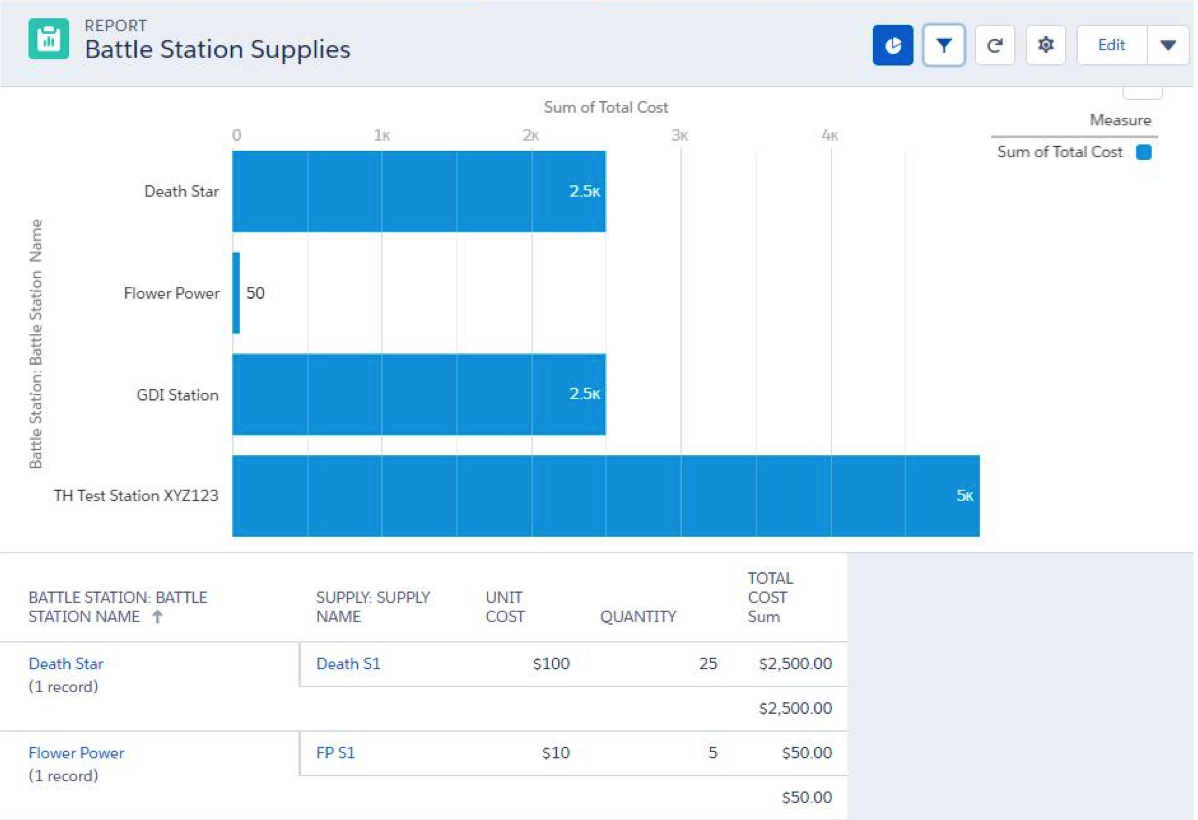 REPORT
Battle Station Supplies
Edit
Sum of Total Cost
0 1K 2K 3K 4K
Measure
Sum of Total Cost
Battle Station: Battle Station Name
Death Star 2.5K
Flower Power 50
GDI Station 2.5K
TH Test Station XYZ123 5K
BATTLE STATION: BATTLE
STATION NAME ↑
SUPPLY: SUPPLY
NAME
UNIT
COST
QUANTITY
TOTAL
COST
Sum
Death Star Death S1 $100 25 $2,500.00
(1 record)
$2,500.00
Flower Power FP S1 $10 5 $50.00
(1 record)
$50.00